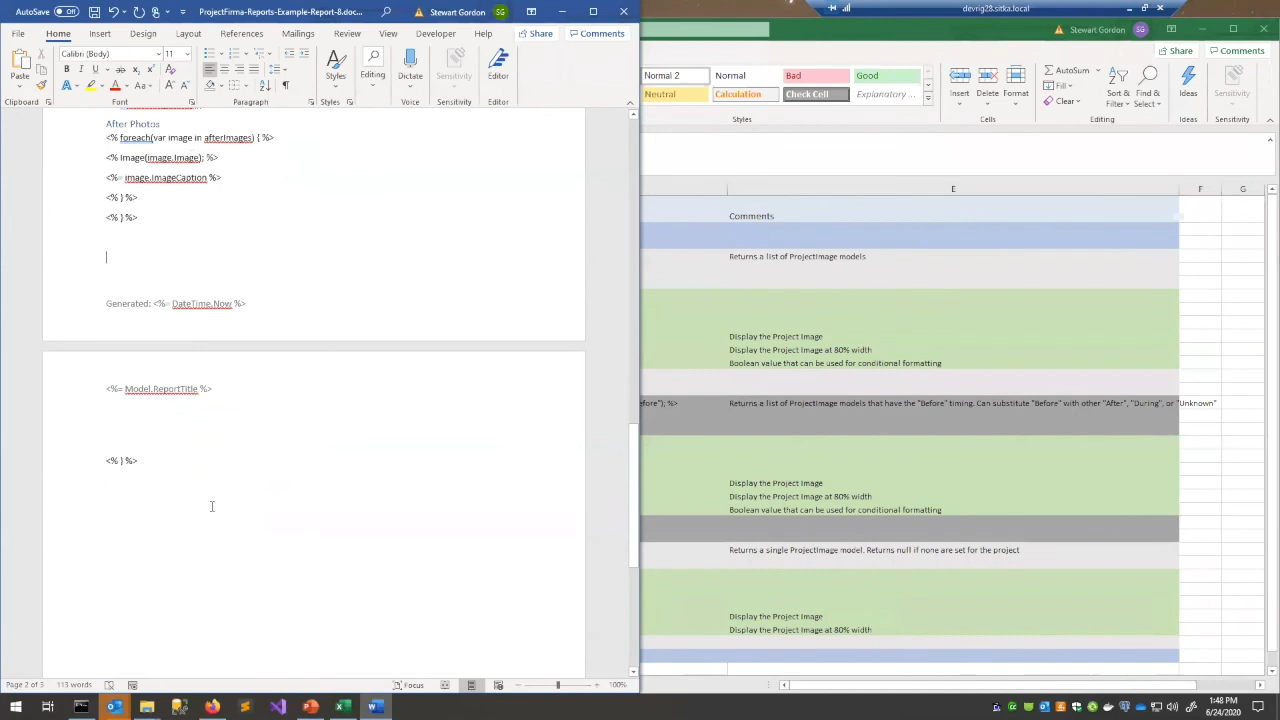 AutoSave Off ProjectFirma-Reports-Example-Report-8.doc... Stewart Gordon SG
devrig28.sitka.local
Stewart Gordon SG
File Home Insert Draw Design Layout References Mailings Review View Developer Help Share Comments
Share Comments
Calibri (Body) 11
Paste Styles Editing Dictate Sensitivity Editor
Clipboard Font Paragraph Styles Voice Sensitivity Editor
Normal 2 Normal Bad Good
Neutral Calculation Check Cell Explanatory ...
Insert Delete Format
AutoSum
Fill
Clear
Sort & Filter Find & Select
Ideas Sensitivity
Styles Cells Editing Ideas Sensitivity
After Photos
<% foreach(var image in afterImages) { %>
<% Image(image.Image); %>
<%= image.ImageCaption %>
<% } %>
<% } %>
Generated: <%= DateTime.Now %>
<%= Model.ReportTitle %>
<% } %>
E F G
Comments
Returns a list of ProjectImage models
Display the Project Image
Display the Project Image at 80% width
Boolean value that can be used for conditional formatting
efore"); %> Returns a list of ProjectImage models that have the "Before" timing. Can substitute "Before" with other "After", "During", or "Unknown"
Display the Project Image
Display the Project Image at 80% width
Boolean value that can be used for conditional formatting
Returns a single ProjectImage model. Returns null if none are set for the project
Display the Project Image
Display the Project Image at 80% width
Page 2 of 3 113 words Focus 100%
1:48 PM
6/24/2020